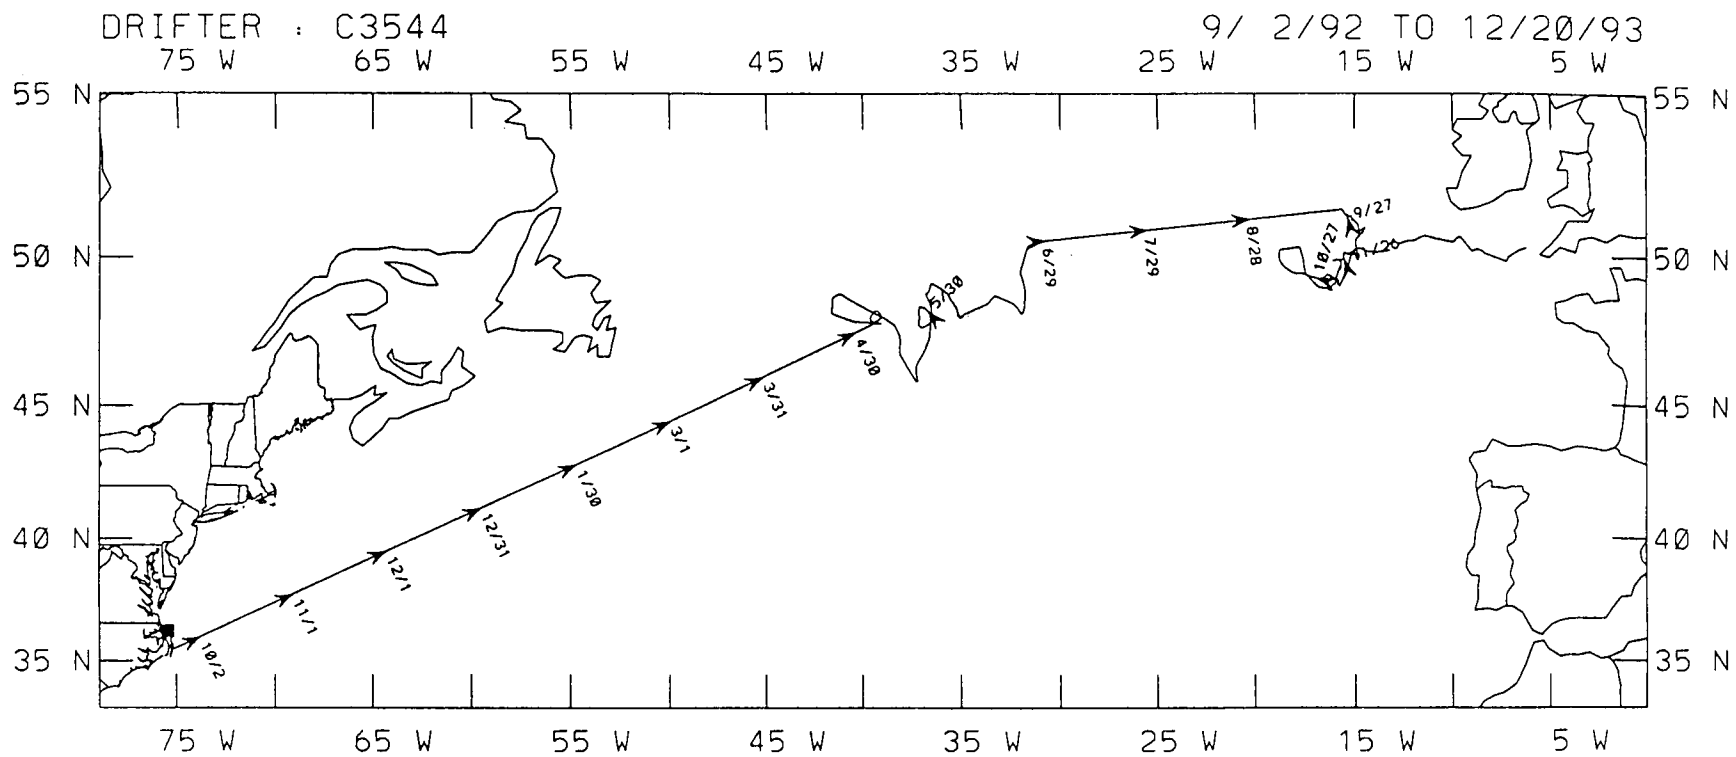 DRIFTER : C3544 9/ 2/92 TO 12/20/93
75 W 65 W 55 W 45 W 35 W 25 W 15 W 5 W
55 N 55 N
9/27
10/27
6/29 7/29 8/28
50 N 50 N
5/30
4/30
3/31
45 N 45 N
3/1
1/30
12/31
40 N 40 N
12/1
11/1
10/2
35 N 35 N
75 W 65 W 55 W 45 W 35 W 25 W 15 W 5 W